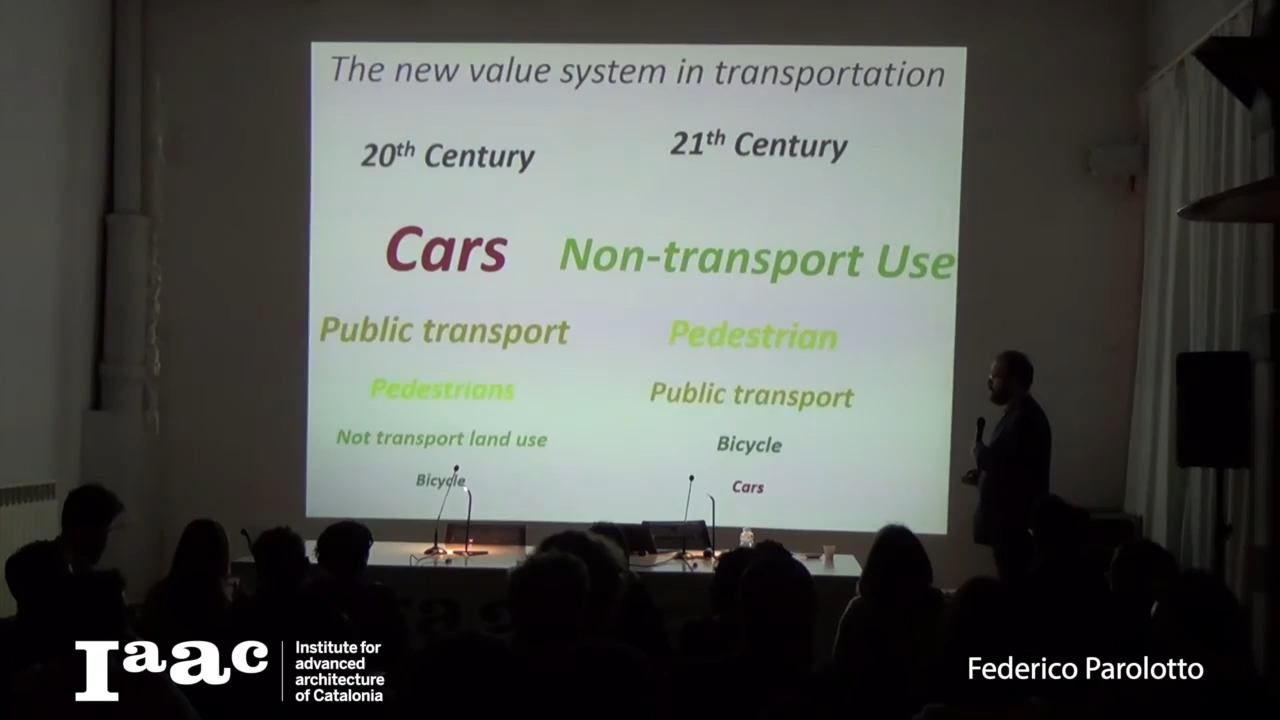 The new value system in transportation
20th Century
21th Century
Cars
Non-transport Use
Public transport
Pedestrian
Pedestrians
Public transport
Not transport land use
Bicycle
Bicycle
Cars
Iaac
Institute for
advanced
architecture
of Catalonia
Federico Parolotto